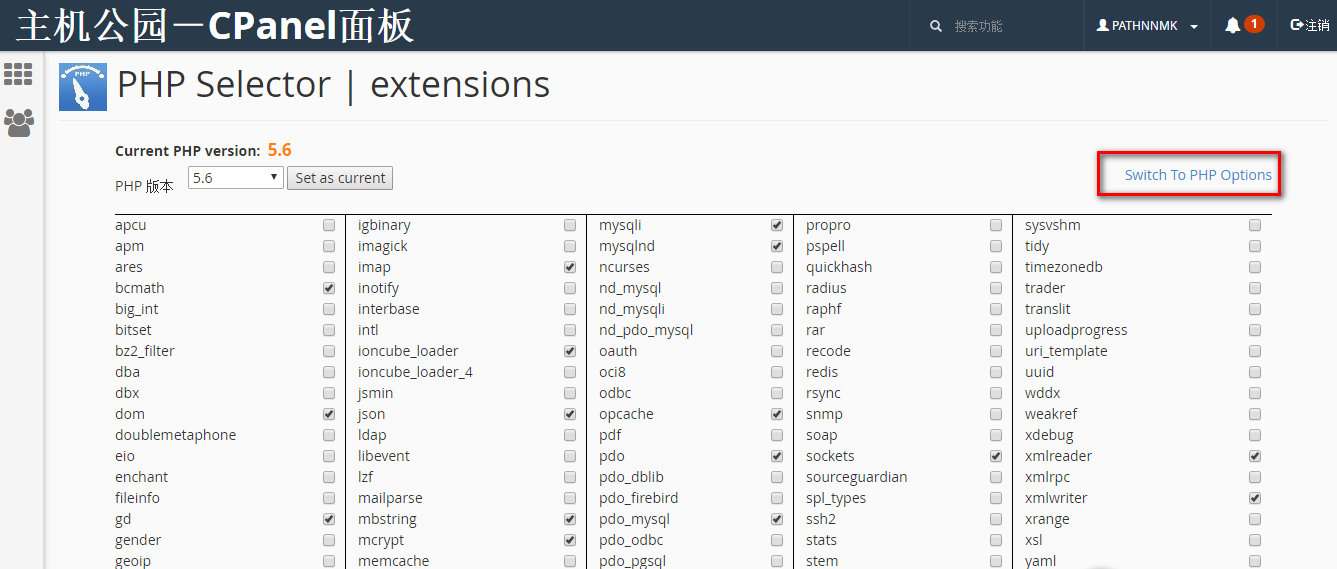 主机公园－CPanel面板
搜索功能
PATHNNMK
1
注销
PHP
PHP Selector | extensions
Current PHP version: 5.6
PHP 版本 5.6 Set as current
Switch To PHP Options
apcu igbinary mysqli propro sysvshm
apm imagick mysqlnd pspell tidy
ares imap ncurses quickhash timezonedb
bcmath inotify nd_mysql radius trader
big_int interbase nd_mysqli raphf translit
bitset intl nd_pdo_mysql rar uploadprogress
bz2_filter ioncube_loader oauth recode uri_template
dba ioncube_loader_4 oci8 redis uuid
dbx jsmin odbc rsync wddx
dom json opcache snmp weakref
doublemetaphone ldap pdf soap xdebug
eio libevent pdo sockets xmlreader
enchant lzf pdo_dblib sourceguardian xmlrpc
fileinfo mailparse pdo_firebird spl_types xmlwriter
gd mbstring pdo_mysql ssh2 xrange
gender mcrypt pdo_odbc stats xsl
geoip memcache pdo_pgsql stem yaml